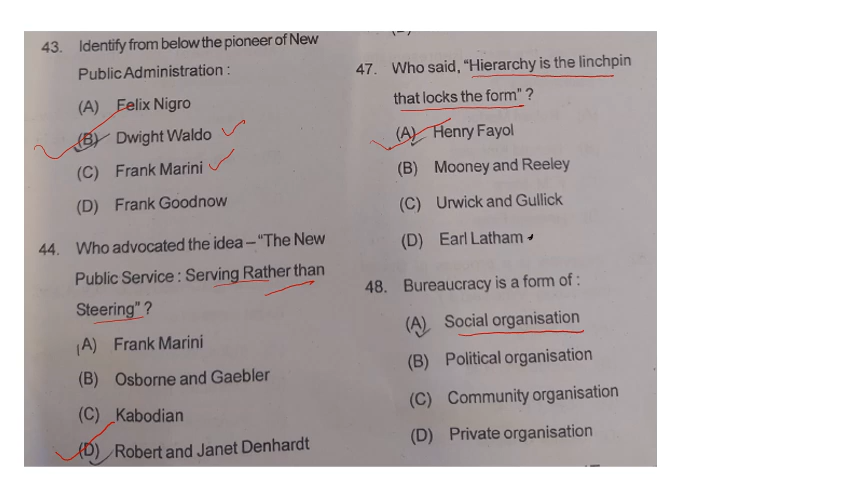 43. Identify from below the pioneer of New
Public Administration :
(A) Felix Nigro
(B) Dwight Waldo
(C) Frank Marini
(D) Frank Goodnow
44. Who advocated the idea – "The New
Public Service : Serving Rather than
Steering" ?
(A) Frank Marini
(B) Osborne and Gaebler
(C) Kabodian
(D) Robert and Janet Denhardt
47. Who said, "Hierarchy is the linchpin
that locks the form" ?
(A) Henry Fayol
(B) Mooney and Reeley
(C) Urwick and Gullick
(D) Earl Latham
48. Bureaucracy is a form of :
(A) Social organisation
(B) Political organisation
(C) Community organisation
(D) Private organisation